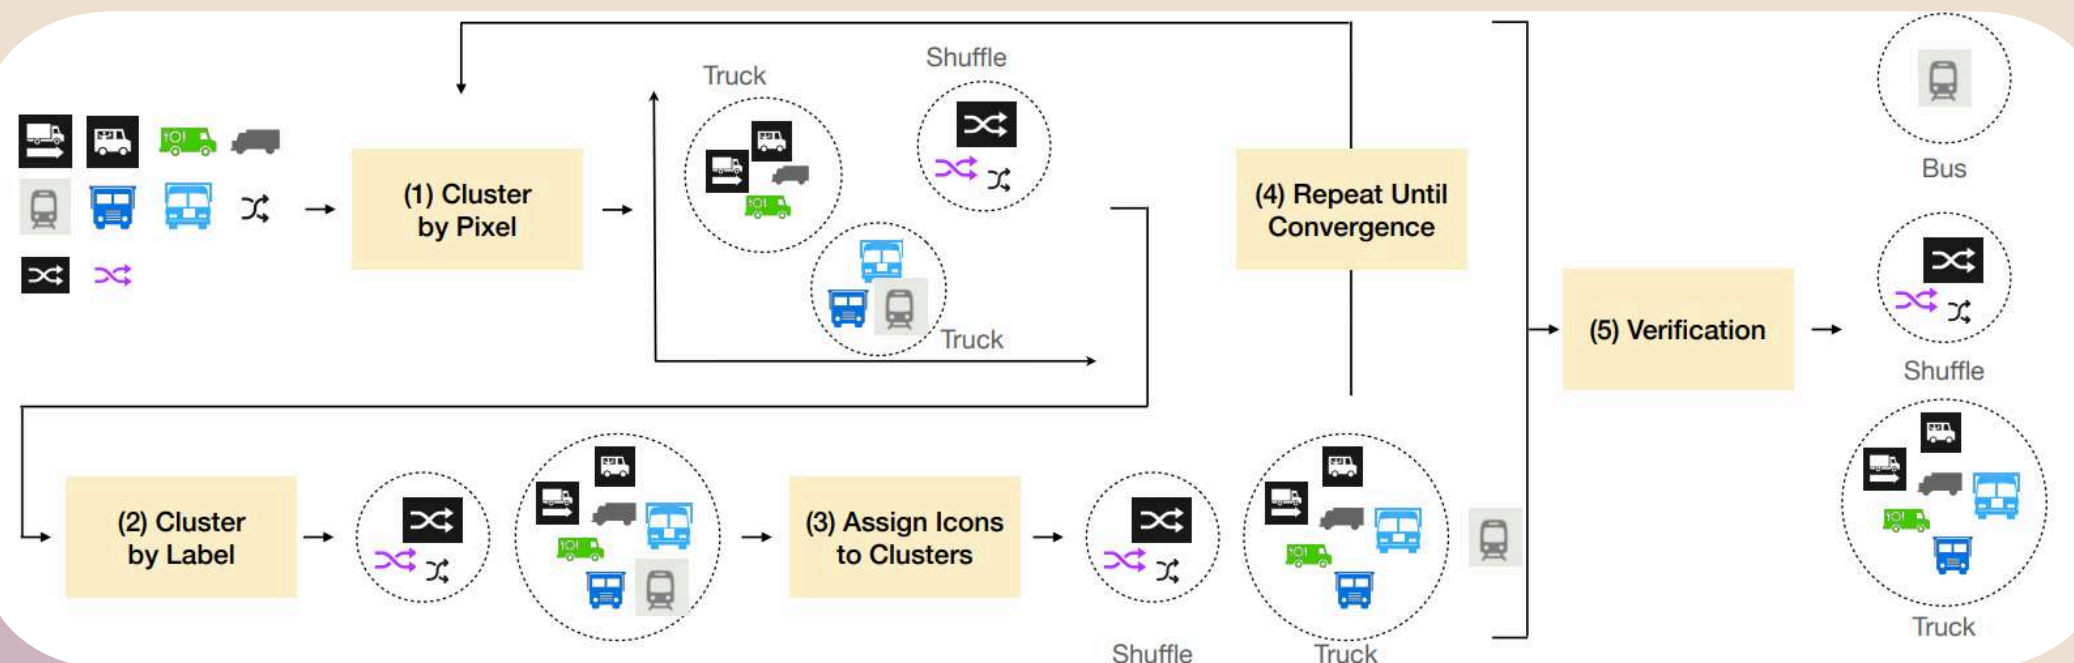 Truck
Shuffle
(1) Cluster
by Pixel
Truck
(4) Repeat Until
Convergence
Bus
(5) Verification
Shuffle
(2) Cluster
by Label
(3) Assign Icons
to Clusters
Shuffle
Truck
Truck